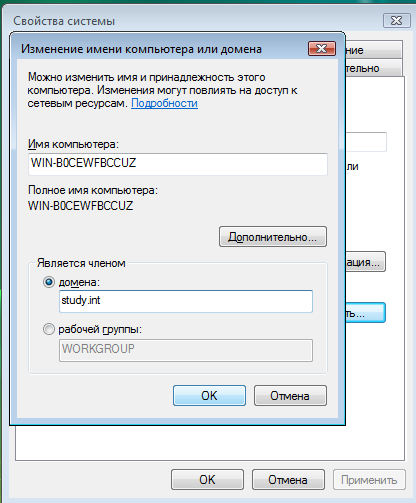 Свойства системы
Изменение имени компьютера или домена
Можно изменить имя и принадлежность этого
компьютера. Изменения могут повлиять на доступ к
сетевым ресурсам. Подробности
Имя компьютера:
WIN-B0CEWFBCCUZ
Полное имя компьютера:
WIN-B0CEWFBCCUZ
Дополнительно...
Является членом
домена:
study.int
рабочей группы:
WORKGROUP
OK
Отмена
ние
тельно
ли
ация...
ть...
OK
Отмена
Применить